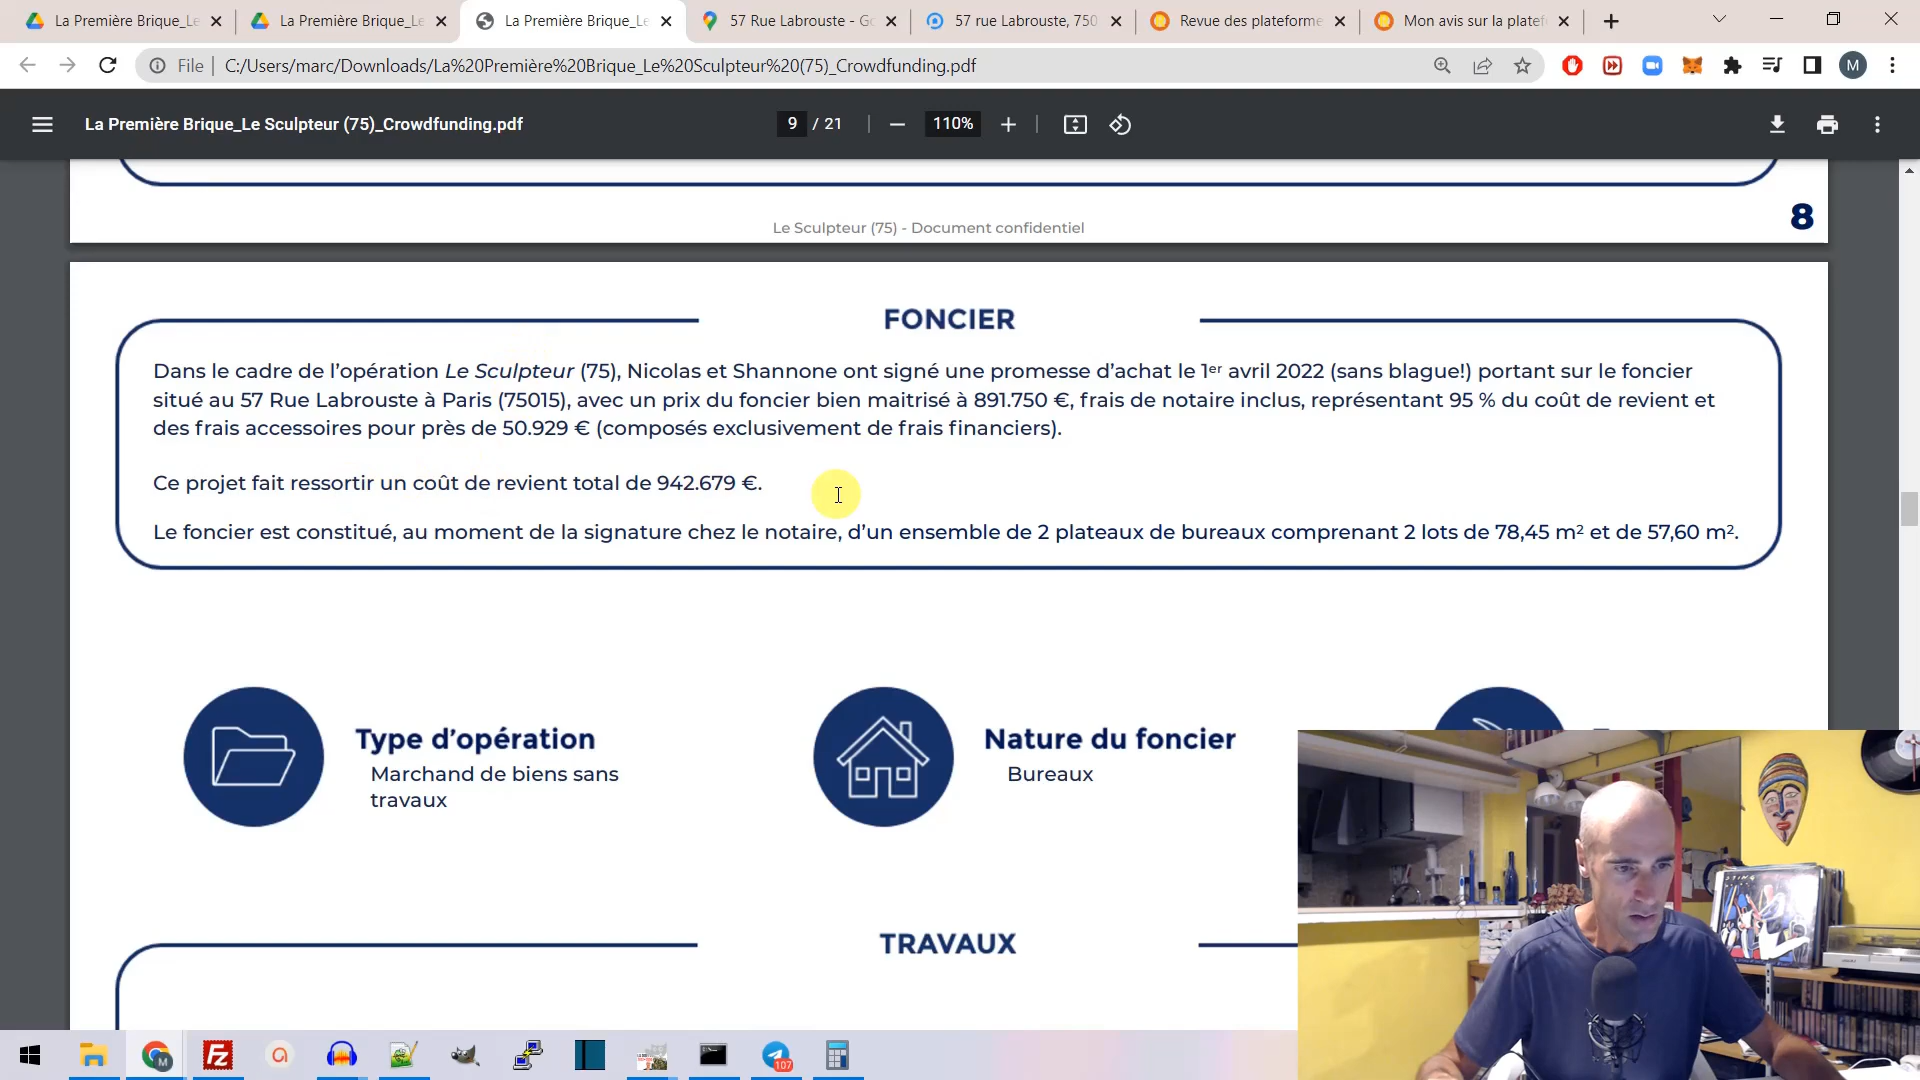 La Première Brique_Le
La Première Brique_Le
La Première Brique_Le
57 Rue Labrouste - Go
57 rue Labrouste, 750
Revue des plateforme
Mon avis sur la platef
File
C:/Users/marc/Downloads/La%20Première%20Brique_Le%20Sculpteur%20(75)_Crowdfunding.pdf
M
La Première Brique_Le Sculpteur (75)_Crowdfunding.pdf
9 / 21
110%
Le Sculpteur (75) - Document confidentiel
8
FONCIER
Dans le cadre de l'opération Le Sculpteur (75), Nicolas et Shannone ont signé une promesse d'achat le 1er avril 2022 (sans blague!) portant sur le foncier
situé au 57 Rue Labrouste à Paris (75015), avec un prix du foncier bien maitrisé à 891.750 €, frais de notaire inclus, représentant 95 % du coût de revient et
des frais accessoires pour près de 50.929 € (composés exclusivement de frais financiers).
Ce projet fait ressortir un coût de revient total de 942.679 €.
Le foncier est constitué, au moment de la signature chez le notaire, d'un ensemble de 2 plateaux de bureaux comprenant 2 lots de 78,45 m² et de 57,60 m².
Type d'opération
Marchand de biens sans
travaux
Nature du foncier
Bureaux
TRAVAUX
STING
FZ
M
107